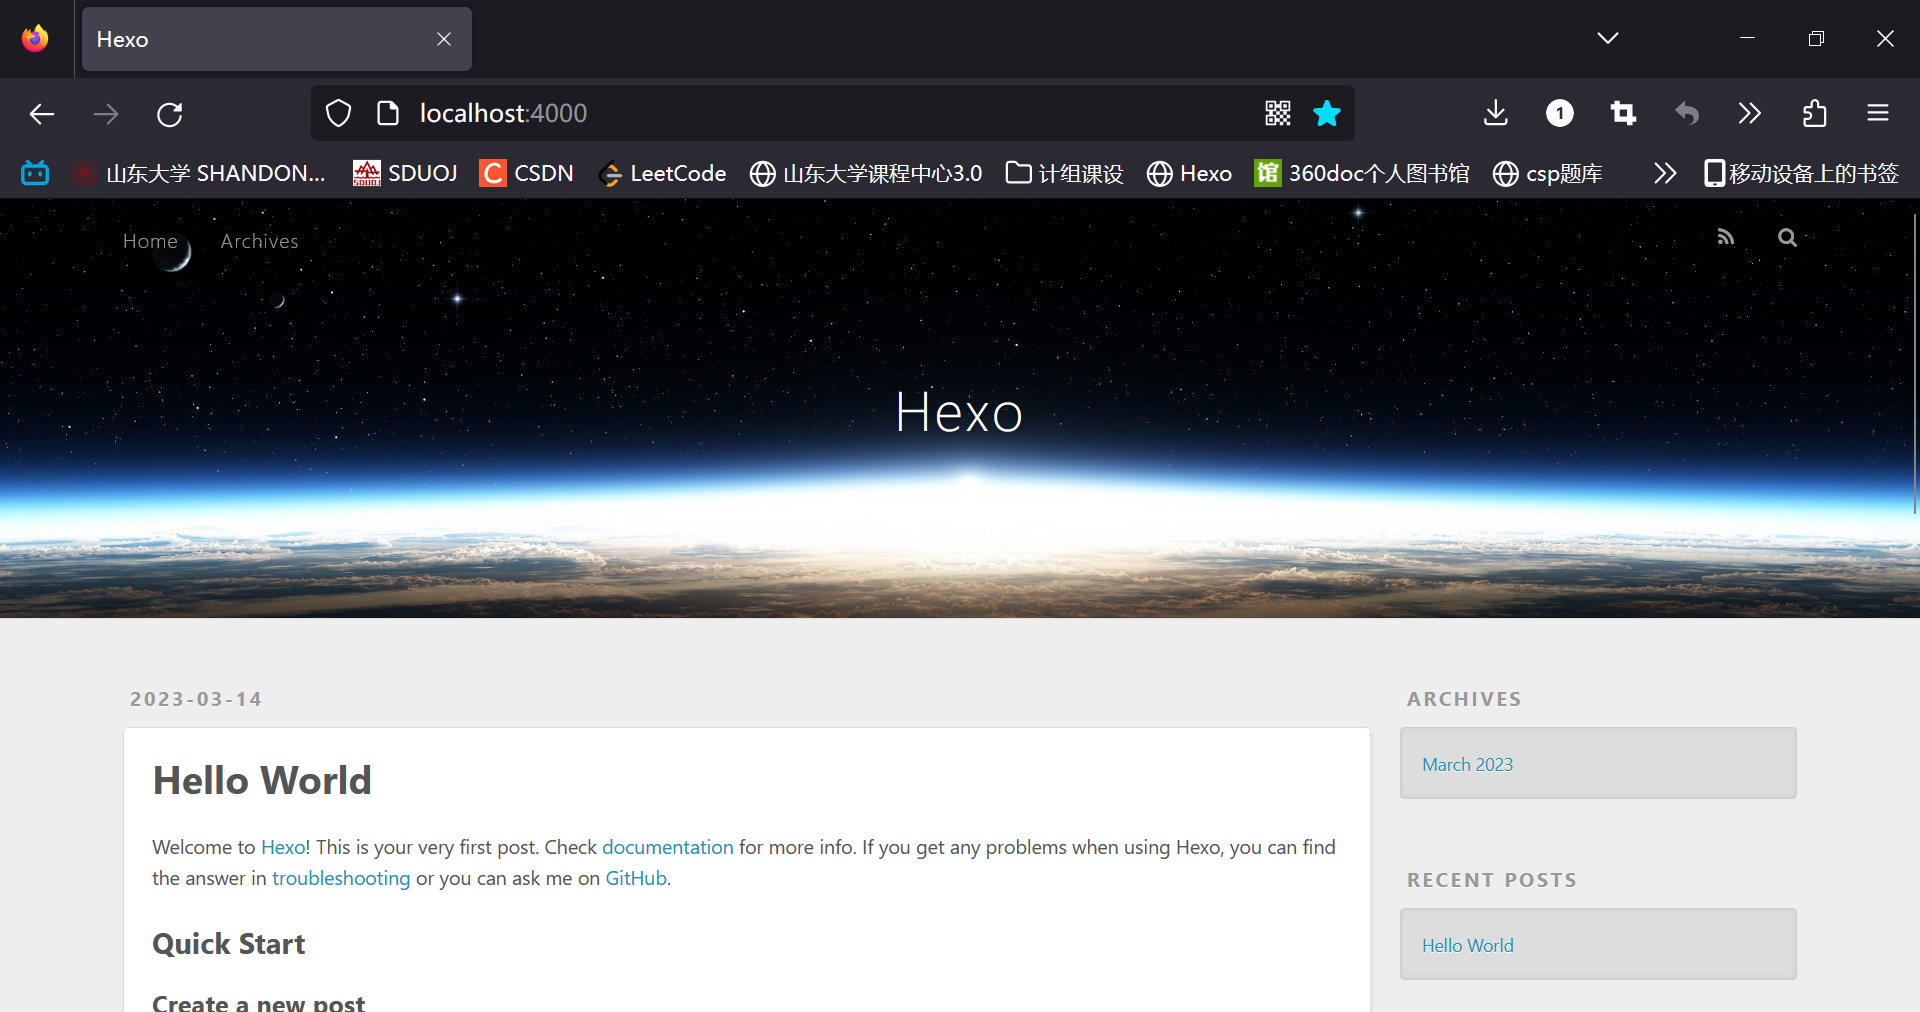 Hexo
localhost:4000
1
山东大学 SHANDON...
SDUOJ
SDUOJ
C
CSDN
LeetCode
山东大学课程中心3.0
计组课设
Hexo
馆
360doc个人图书馆
csp题库
移动设备上的书签
Home
Archives
Hexo
2023-03-14
ARCHIVES
Hello World
March 2023
Welcome to Hexo! This is your very first post. Check documentation for more info. If you get any problems when using Hexo, you can find
the answer in troubleshooting or you can ask me on GitHub.
RECENT POSTS
Quick Start
Hello World
Create a new post